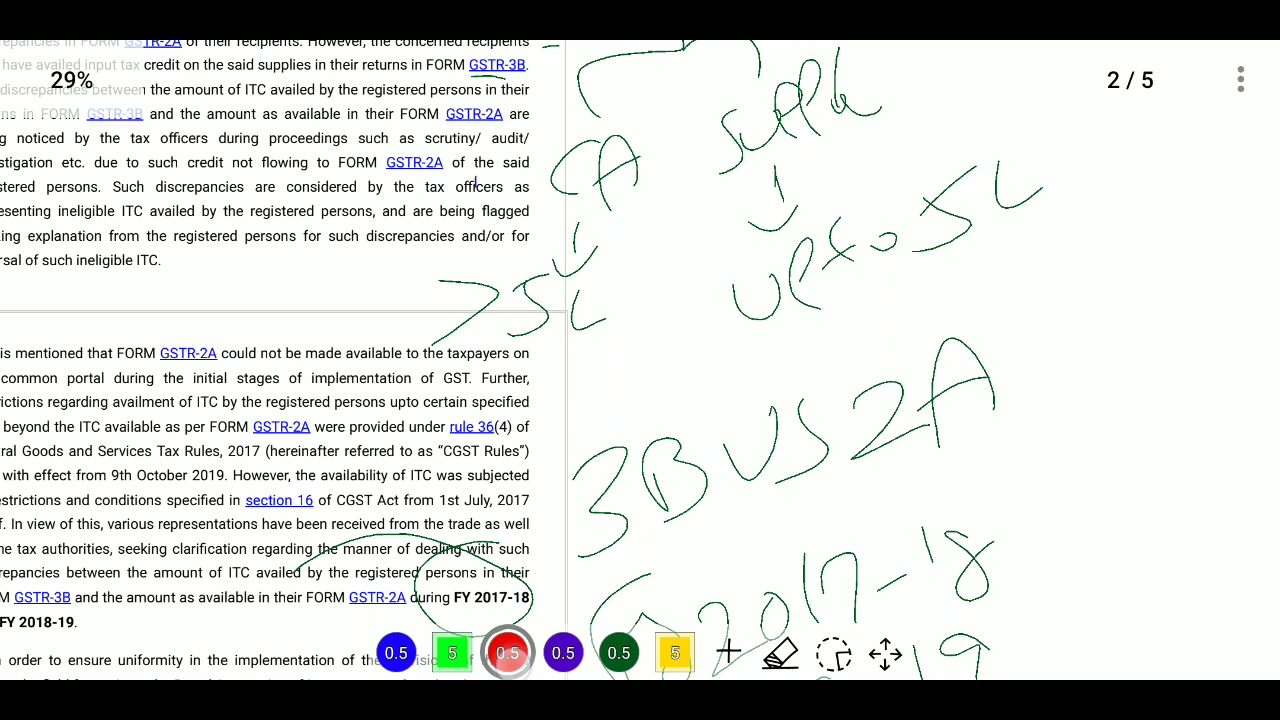 epancies in FORM GSTR-2A of their recipients. However, the concerned recipients
have availed input tax credit on the said supplies in their returns in FORM GSTR-3B.
29%
2 / 5
discrepancies between the amount of ITC availed by the registered persons in their
ns in FORM GSTR-3B and the amount as available in their FORM GSTR-2A are
g noticed by the tax officers during proceedings such as scrutiny/ audit/
stigation etc. due to such credit not flowing to FORM GSTR-2A of the said
stered persons. Such discrepancies are considered by the tax officers as
esenting ineligible ITC availed by the registered persons, and are being flagged
king explanation from the registered persons for such discrepancies and/or for
rsal of such ineligible ITC.
is mentioned that FORM GSTR-2A could not be made available to the taxpayers on
common portal during the initial stages of implementation of GST. Further,
rictions regarding availment of ITC by the registered persons upto certain specified
beyond the ITC available as per FORM GSTR-2A were provided under rule 36(4) of
tral Goods and Services Tax Rules, 2017 (hereinafter referred to as “CGST Rules”)
with effect from 9th October 2019. However, the availability of ITC was subjected
estrictions and conditions specified in section 16 of CGST Act from 1st July, 2017
f. In view of this, various representations have been received from the trade as well
he tax authorities, seeking clarification regarding the manner of dealing with such
repancies between the amount of ITC availed by the registered persons in their
M GSTR-3B and the amount as available in their FORM GSTR-2A during FY 2017-18
FY 2018-19.
order to ensure uniformity in the implementation of the
CA
>5L
upto 5L
3B VS 2A
2017-18
19
0.5
5
0.5
0.5
0.5
5